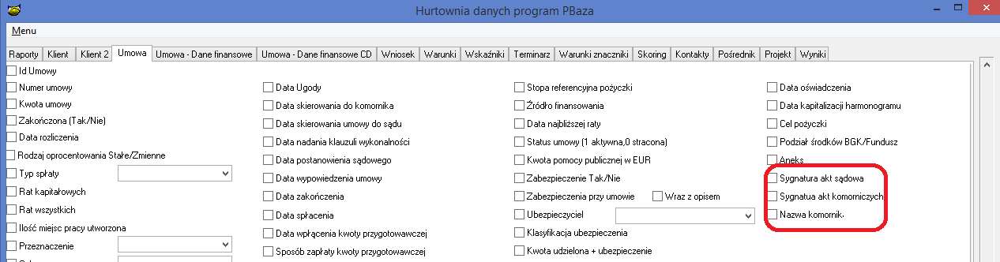 Hurtownia danych program PBaza
Menu
Raporty Klient Klient 2 Umowa Umowa - Dane finansowe Umowa - Dane finansowe CD Wniosek Warunki Wskaźniki Terminarz Warunki znaczniki Skoring Kontakty Pośrednik Projekt Wyniki
Id Umowy
Numer umowy
Kwota umowy
Zakończona (Tak/Nie)
Data rozliczenia
Rodzaj oprocentowania Stałe/Zmienne
Typ spłaty
Rat kapitałowych
Rat wszystkich
Ilość miejsc pracy utworzona
Przeznaczenie
Data Ugody
Data skierowania do komornika
Data skierowania umowy do sądu
Data nadania klauzuli wykonalności
Data postanowienia sądowego
Data wypowiedzenia umowy
Data zakończenia
Data spłacenia
Data wpłącenia kwoty przygotowawczej
Sposób zapłaty kwoty przygotowawczej
Stopa referencyjna pożyczki
Źródło finansowania
Data najbliższej raty
Status umowy (1 aktywna,0 stracona)
Kwota pomocy publicznej w EUR
Zabezpieczenie Tak/Nie
Zabezpieczenia przy umowie Wraz z opisem
Ubezpieczyciel
Klasyfikacja ubezpieczenia
Kwota udzielona + ubezpieczenie
Data oświadczenia
Data kapitalizacji harmonogramu
Cel pożyczki
Podział środków BGK/Fundusz
Aneks
Sygnatura akt sądowa
Sygnatua akt komorniczych
Nazwa komornik.